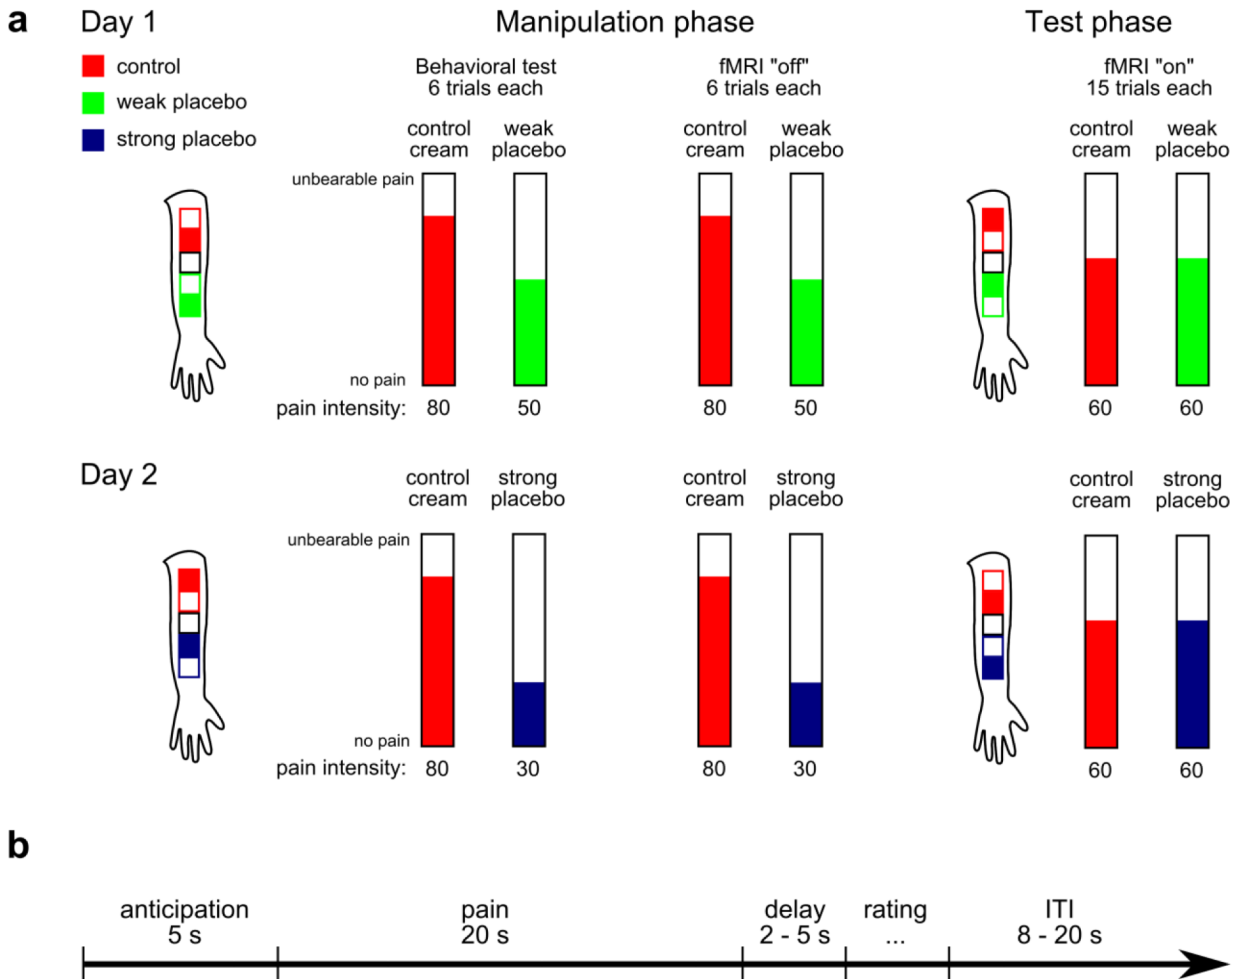 a
Day 1
Manipulation phase
Test phase
control
weak placebo
strong placebo
Behavioral test
6 trials each
fMRI "off"
6 trials each
fMRI "on"
15 trials each
control
cream
weak
placebo
control
cream
weak
placebo
control
cream
weak
placebo
unbearable pain
no pain
pain intensity:
80
50
80
50
60
60
Day 2
control
cream
strong
placebo
control
cream
strong
placebo
control
cream
strong
placebo
unbearable pain
no pain
pain intensity:
80
30
80
30
60
60
b
anticipation
5 s
pain
20 s
delay
2 - 5 s
rating
...
ITI
8 - 20 s